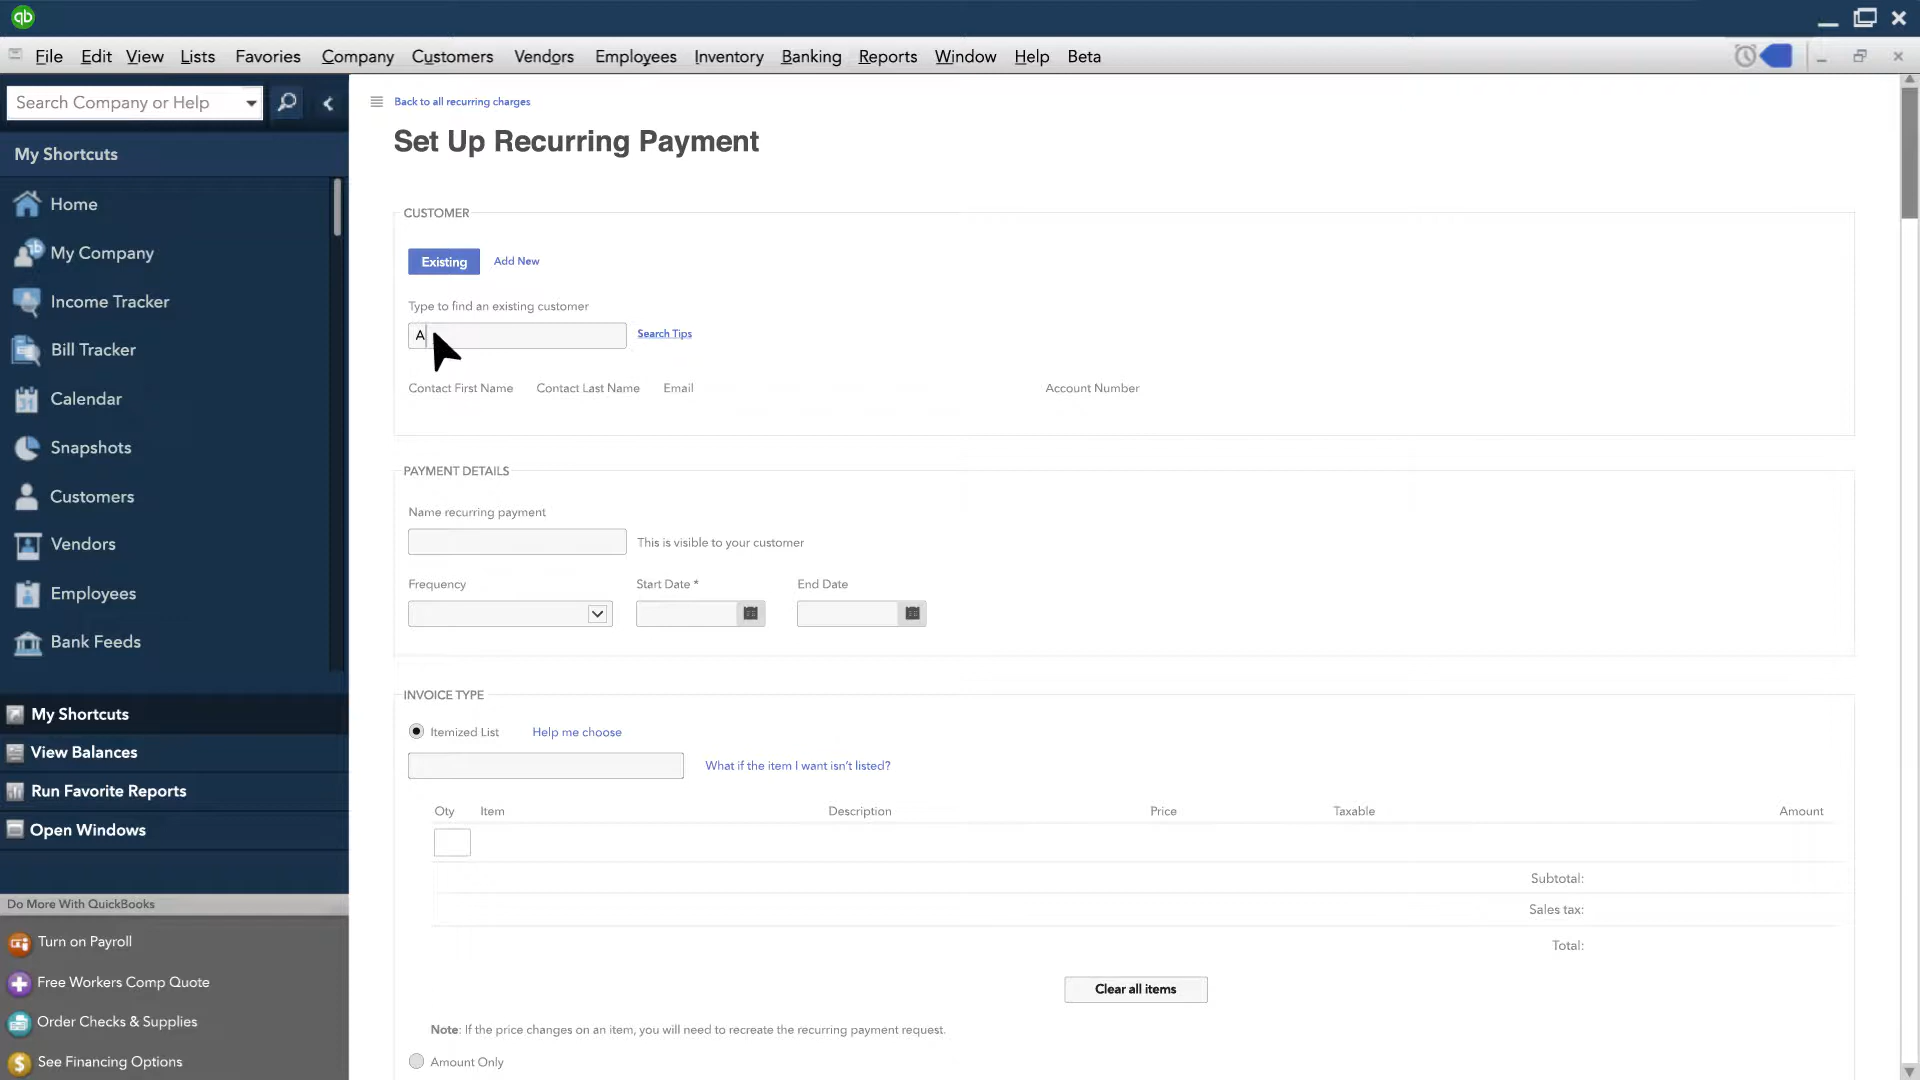 qb
File Edit View Lists Favorites Company Customers Vendors Employees Inventory Banking Reports Window Help Beta
Search Company or Help
My Shortcuts
Home
My Company
Income Tracker
Bill Tracker
Calendar
Snapshots
Customers
Vendors
Employees
Bank Feeds
My Shortcuts
View Balances
Run Favorite Reports
Open Windows
Do More With QuickBooks
Turn on Payroll
Free Workers Comp Quote
Order Checks & Supplies
See Financing Options
Back to all recurring charges
Set Up Recurring Payment
CUSTOMER
Existing Add New
Type to find an existing customer
A Search Tips
Contact First Name Contact Last Name Email Account Number
PAYMENT DETAILS
Name recurring payment
This is visible to your customer
Frequency Start Date * End Date
INVOICE TYPE
Itemized List Help me choose
What if the item I want isn't listed?
Qty Item Description Price Taxable Amount
Subtotal:
Sales tax:
Total:
Clear all items
Note: If the price changes on an item, you will need to recreate the recurring payment request.
Amount Only